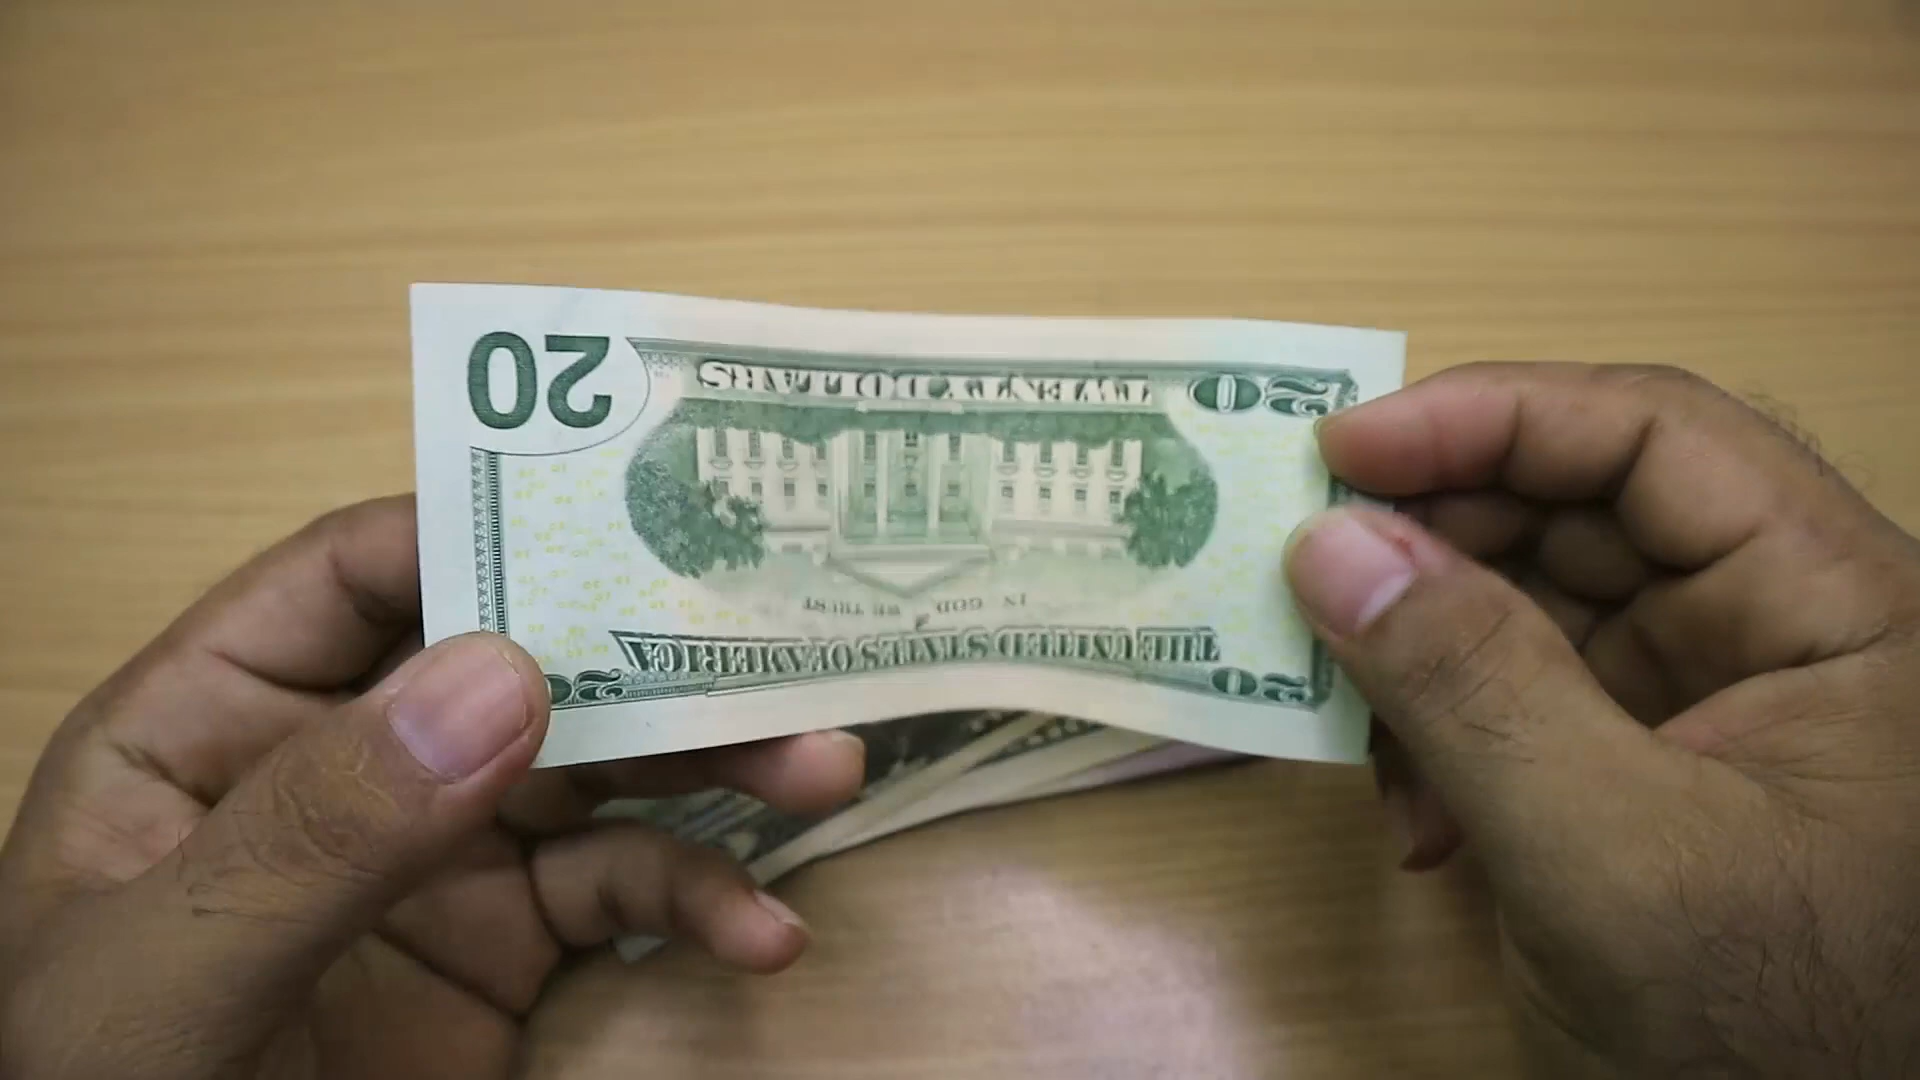 THE UNITED STATES OF AMERICA
IN GOD WE TRUST
TWENTY DOLLARS
20
20
20
20